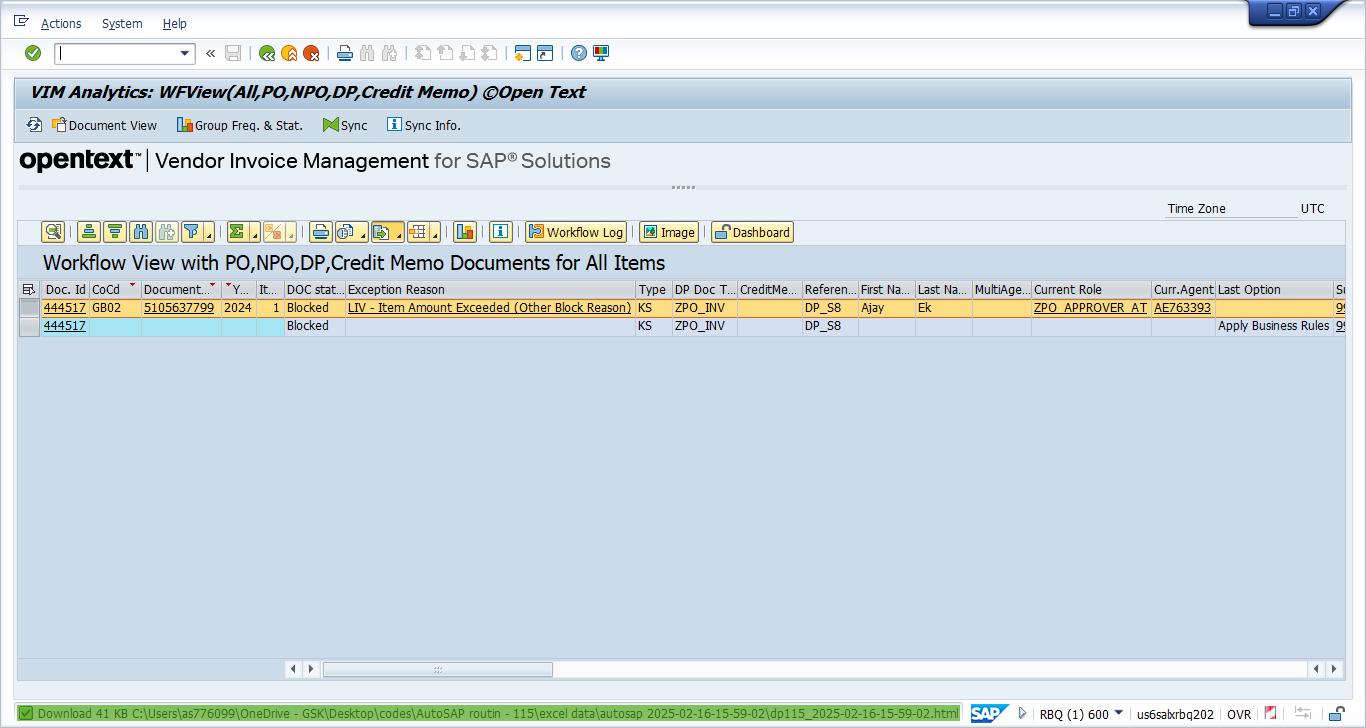 Actions System Help
VIM Analytics: WFView(All,PO,NPO,DP,Credit Memo) ©Open Text
Document View Group Freq. & Stat. Sync Sync Info.
opentext™ | Vendor Invoice Management for SAP® Solutions
Time Zone UTC
Workflow Log Image Dashboard
Workflow View with PO,NPO,DP,Credit Memo Documents for All Items
Doc. Id CoCd Document... Y... It... DOC stat... Exception Reason Type DP Doc T... CreditMe... Referen... First Na... Last Na... MultiAge... Current Role Curr.Agent Last Option Su
444517 GB02 5105637799 2024 1 Blocked LIV - Item Amount Exceeded (Other Block Reason) KS ZPO_INV DP_S8 Ajay Ek ZPO_APPROVER_AT AE763393 99
444517 Blocked KS ZPO_INV DP_S8 Apply Business Rules 99
Download 41 KB C:\Users\as776099\OneDrive - GSK\Desktop\codes\AutoSAP routin - 115\excel data\autosap 2025-02-16-15-59-02\dp115_2025-02-16-15-59-02.html SAP RBQ (1) 600 us6salxrbq202 OVR